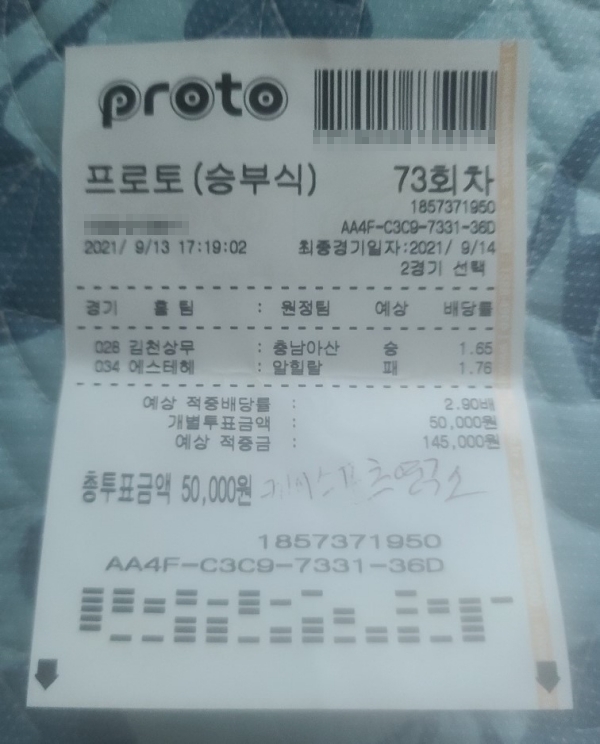 proto
프로토(승부식) 73회차
1857371950
AA4F-C3C9-7331-36D
2021/ 9/13 17:19:02 최종경기일자:2021/ 9/14
2경기 선택
경기 홈 팀 : 원정팀 예상 배당률
028 김천상무 : 충남아산 승 1.65
034 에스테헤 : 알힐랄 패 1.76
예상 적중배당률 : 2.90배
개별투표금액 : 50,000원
예상 적중금 : 145,000원
총투표금액 50,000원
1857371950
AA4F-C3C9-7331-36D